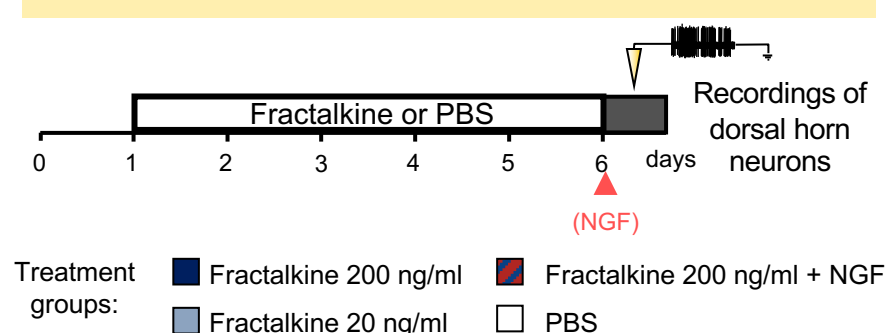 Fractalkine or PBS
Recordings of
dorsal horn
neurons
0 1 2 3 4 5 6 days
(NGF)
Treatment
groups:
Fractalkine 200 ng/ml
Fractalkine 200 ng/ml + NGF
Fractalkine 20 ng/ml
PBS